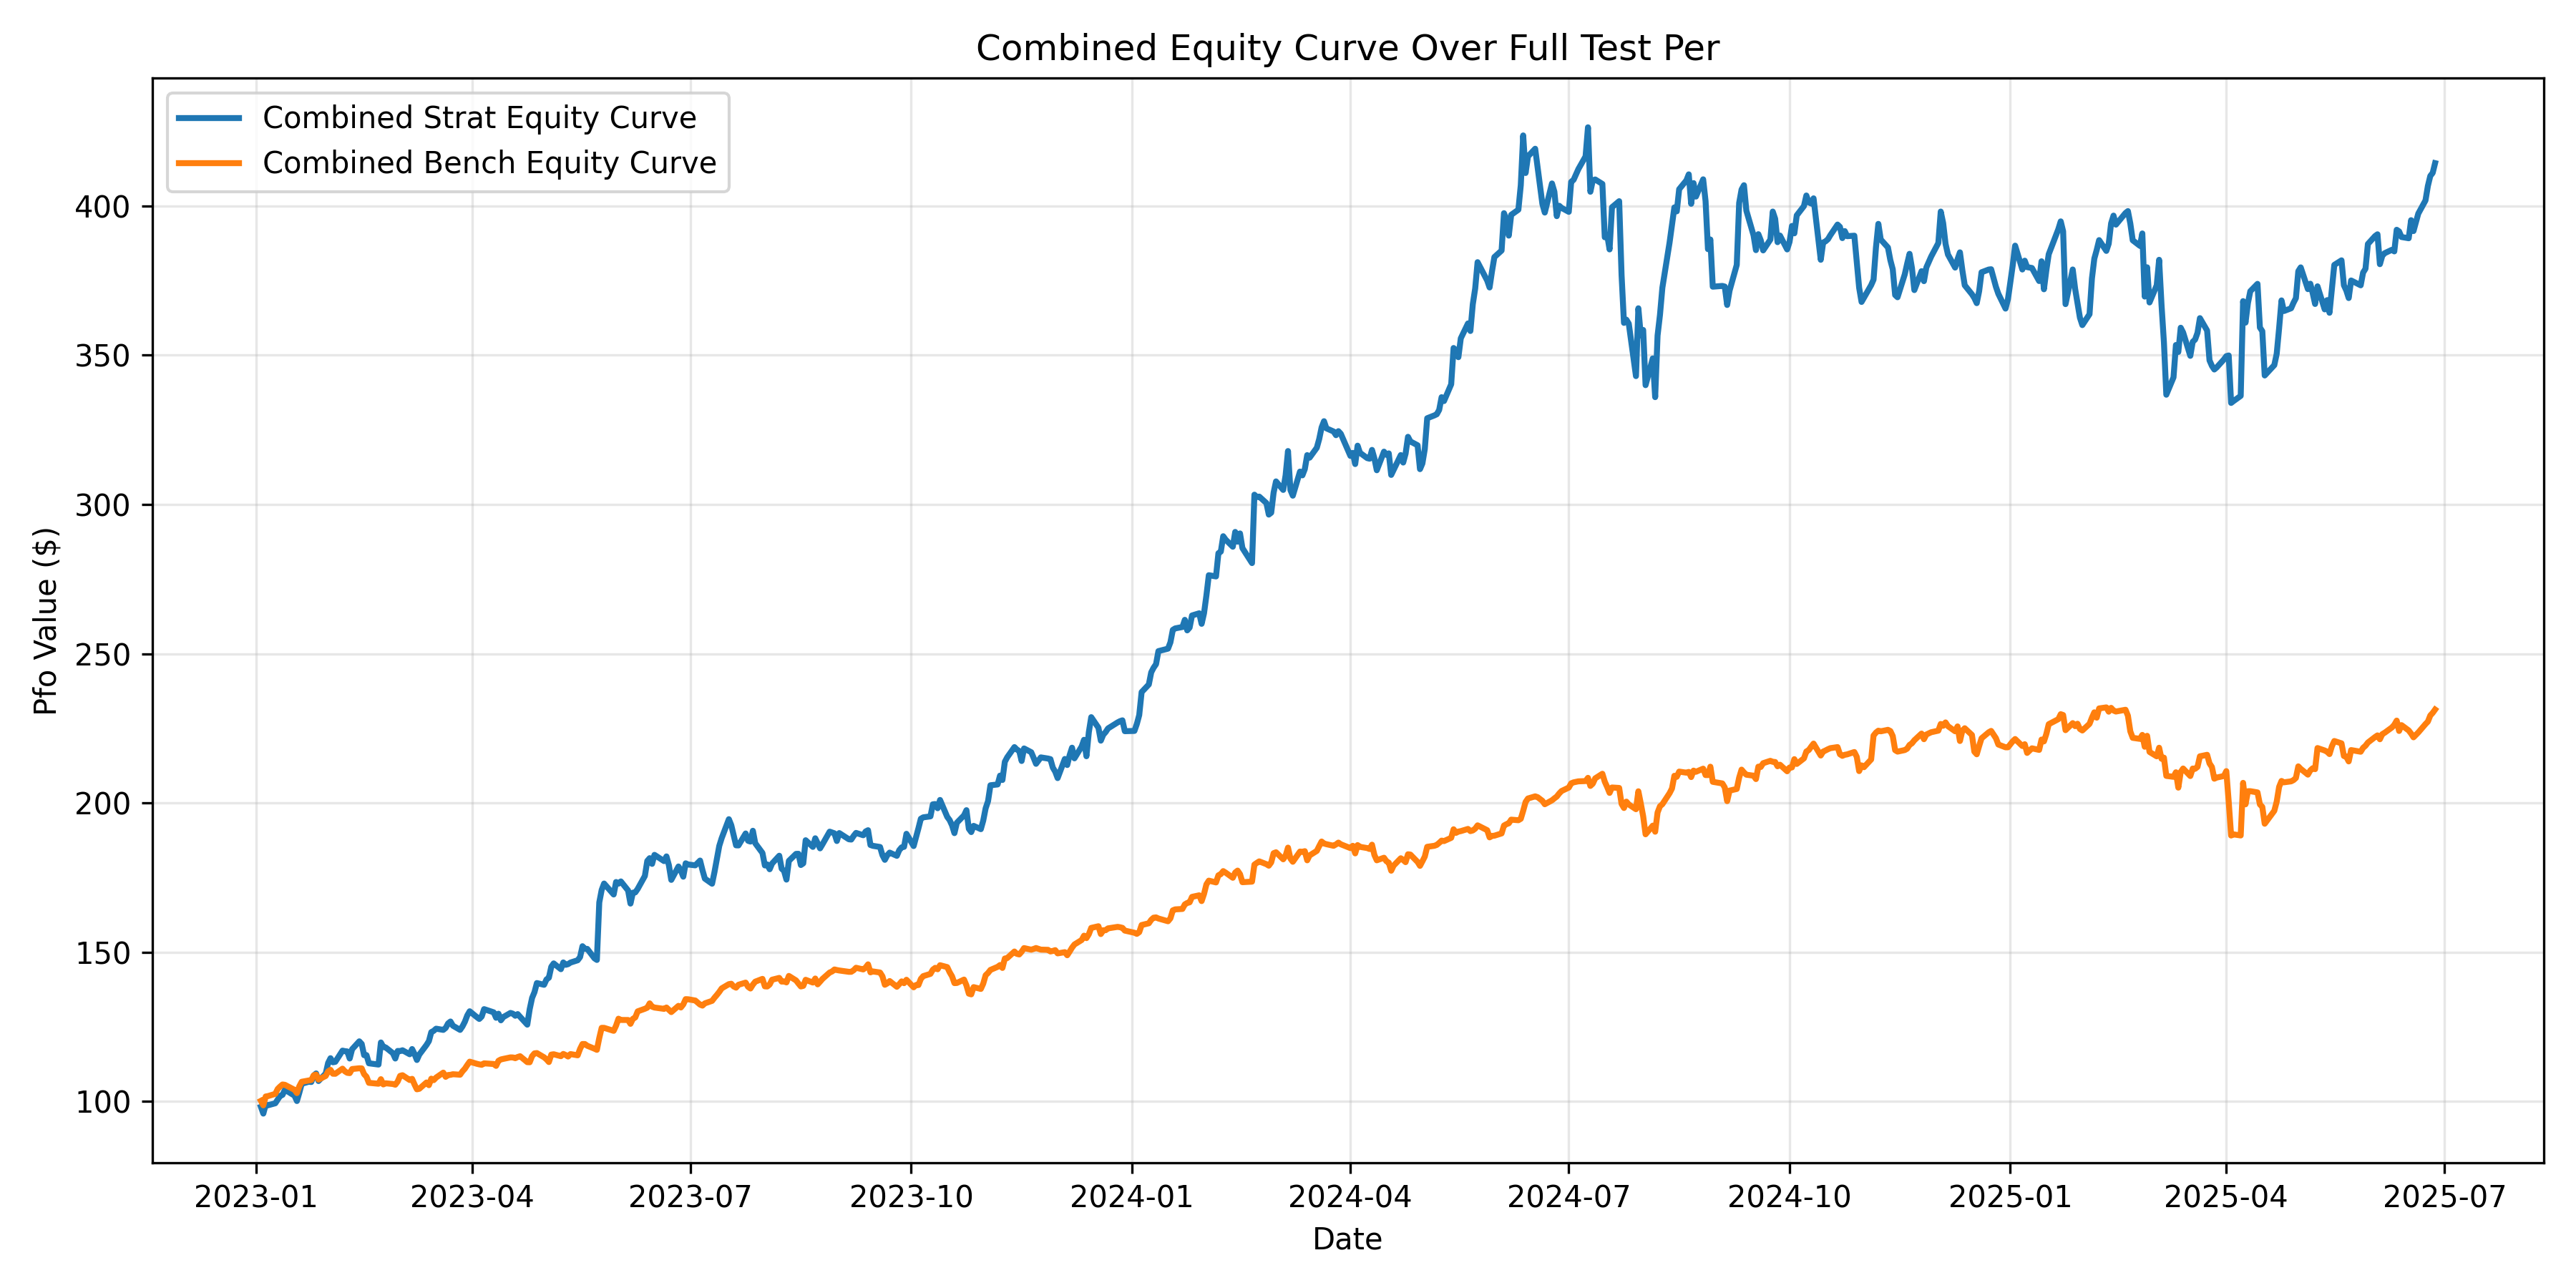 Combined Equity Curve Over Full Test Per
Combined Strat Equity Curve
Combined Bench Equity Curve
Pfo Value ($)
400
350
300
250
200
150
100
2023-01 2023-04 2023-07 2023-10 2024-01 2024-04 2024-07 2024-10 2025-01 2025-04 2025-07
Date